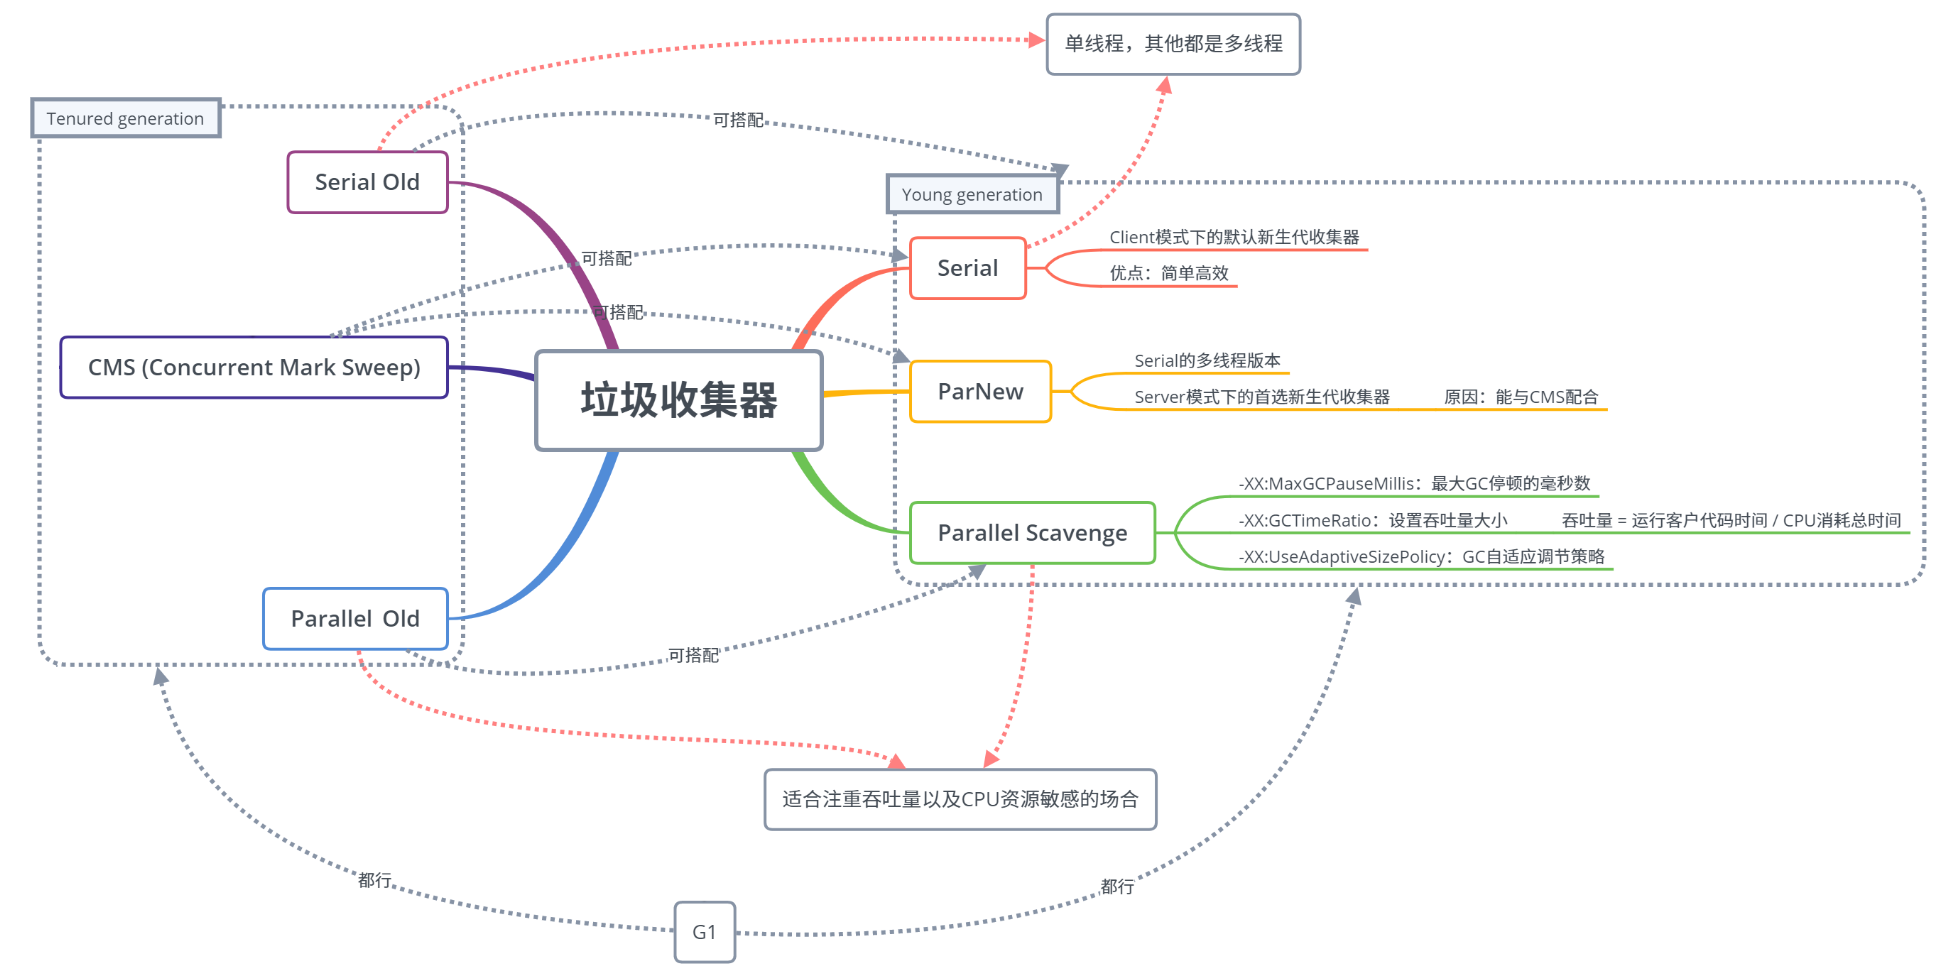 单线程，其他都是多线程
Tenured generation
可搭配
Serial Old
Young generation
Client模式下的默认新生代收集器
可搭配
Serial
优点：简单高效
可搭配
CMS (Concurrent Mark Sweep)
垃圾收集器
Serial的多线程版本
ParNew
Server模式下的首选新生代收集器
原因：能与CMS配合
-XX:MaxGCPauseMillis：最大GC停顿的毫秒数
Parallel Scavenge
-XX:GCTimeRatio：设置吞吐量大小
吞吐量 = 运行客户代码时间 / CPU消耗总时间
-XX:UseAdaptiveSizePolicy：GC自适应调节策略
Parallel Old
可搭配
适合注重吞吐量以及CPU资源敏感的场合
都行
都行
G1